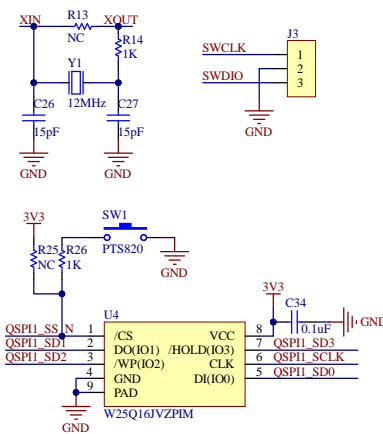 XIN R13 XOUT
NC R14
1K
Y1
C26 12MHz C27
15pF 15pF
GND GND
J3
SWCLK 1
2
SWDIO 3
GND
SW1
3V3
R25 R26 PTS820
NC 1K
GND
3V3
U4 C34
QSPI1_SS_N 1 /CS VCC 8 0.1uF GND
QSPI1_SD1 2 DO(IO1) /HOLD(IO3) 7 QSPI1_SD3
QSPI1_SD2 3 /WP(IO2) CLK 6 QSPI1_SCLK
4 GND DI(IO0) 5 QSPI1_SD0
9 PAD
GND W25Q16JVZPIM